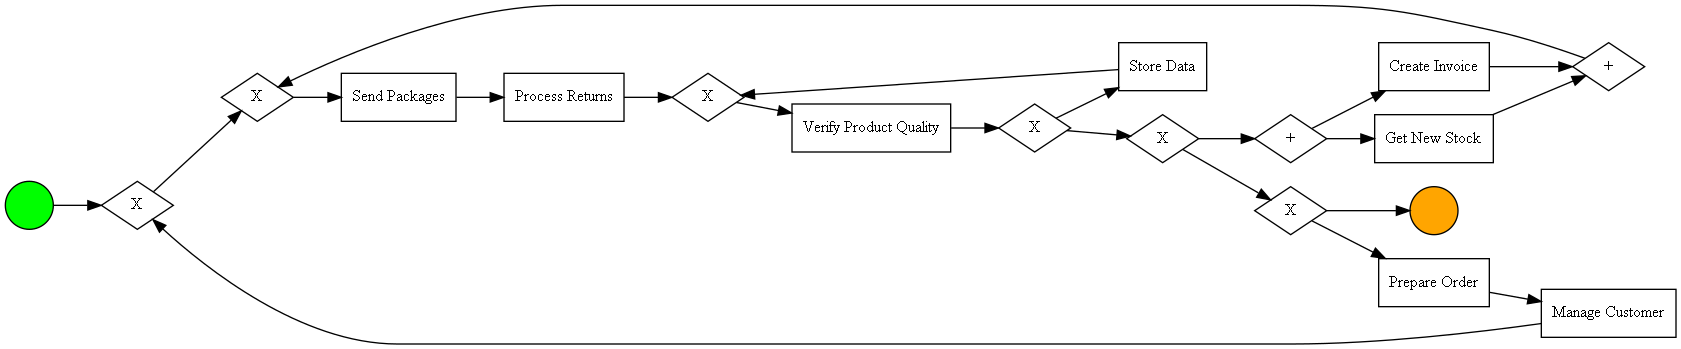 Store Data
Create Invoice
+
X
Send Packages
Process Returns
X
Verify Product Quality
X
X
+
Get New Stock
X
X
Prepare Order
Manage Customer